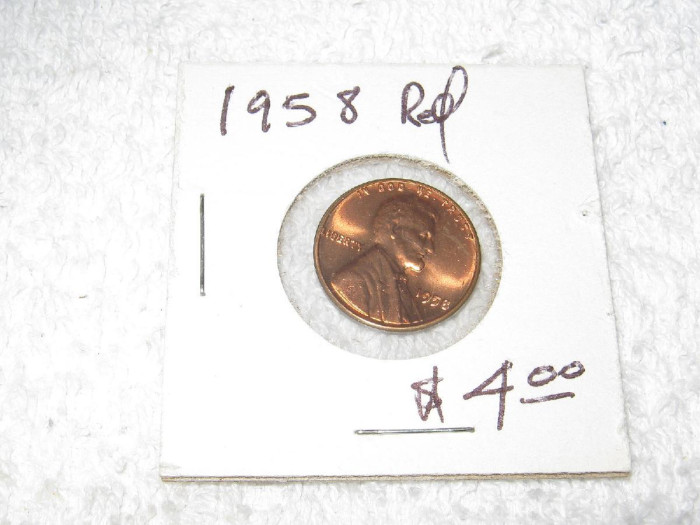 1958 Red
IN GOD WE TRUST
LIBERTY
1958
$4.00